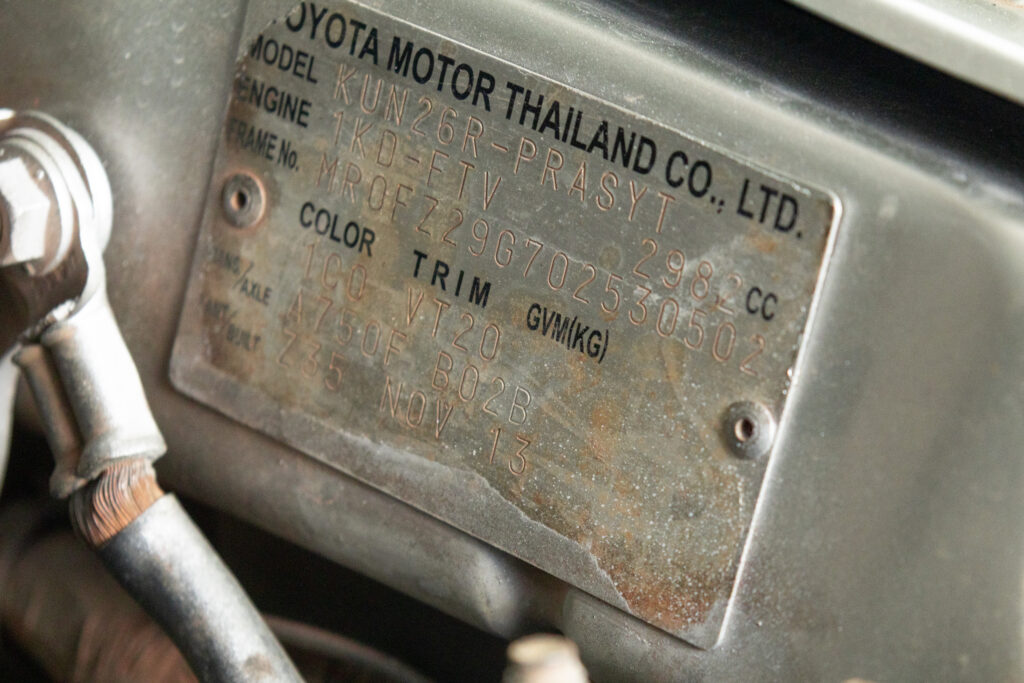 TOYOTA MOTOR THAILAND CO., LTD.
MODEL KUN26R-PRASYT
ENGINE 1KD-FTV 2982 CC
FRAME No. MR0FZ29G702530502
COLOR TRIM GVM(KG)
1C0 VT20
TRANS/AXLE A750F B02B
Z35 NOV 13